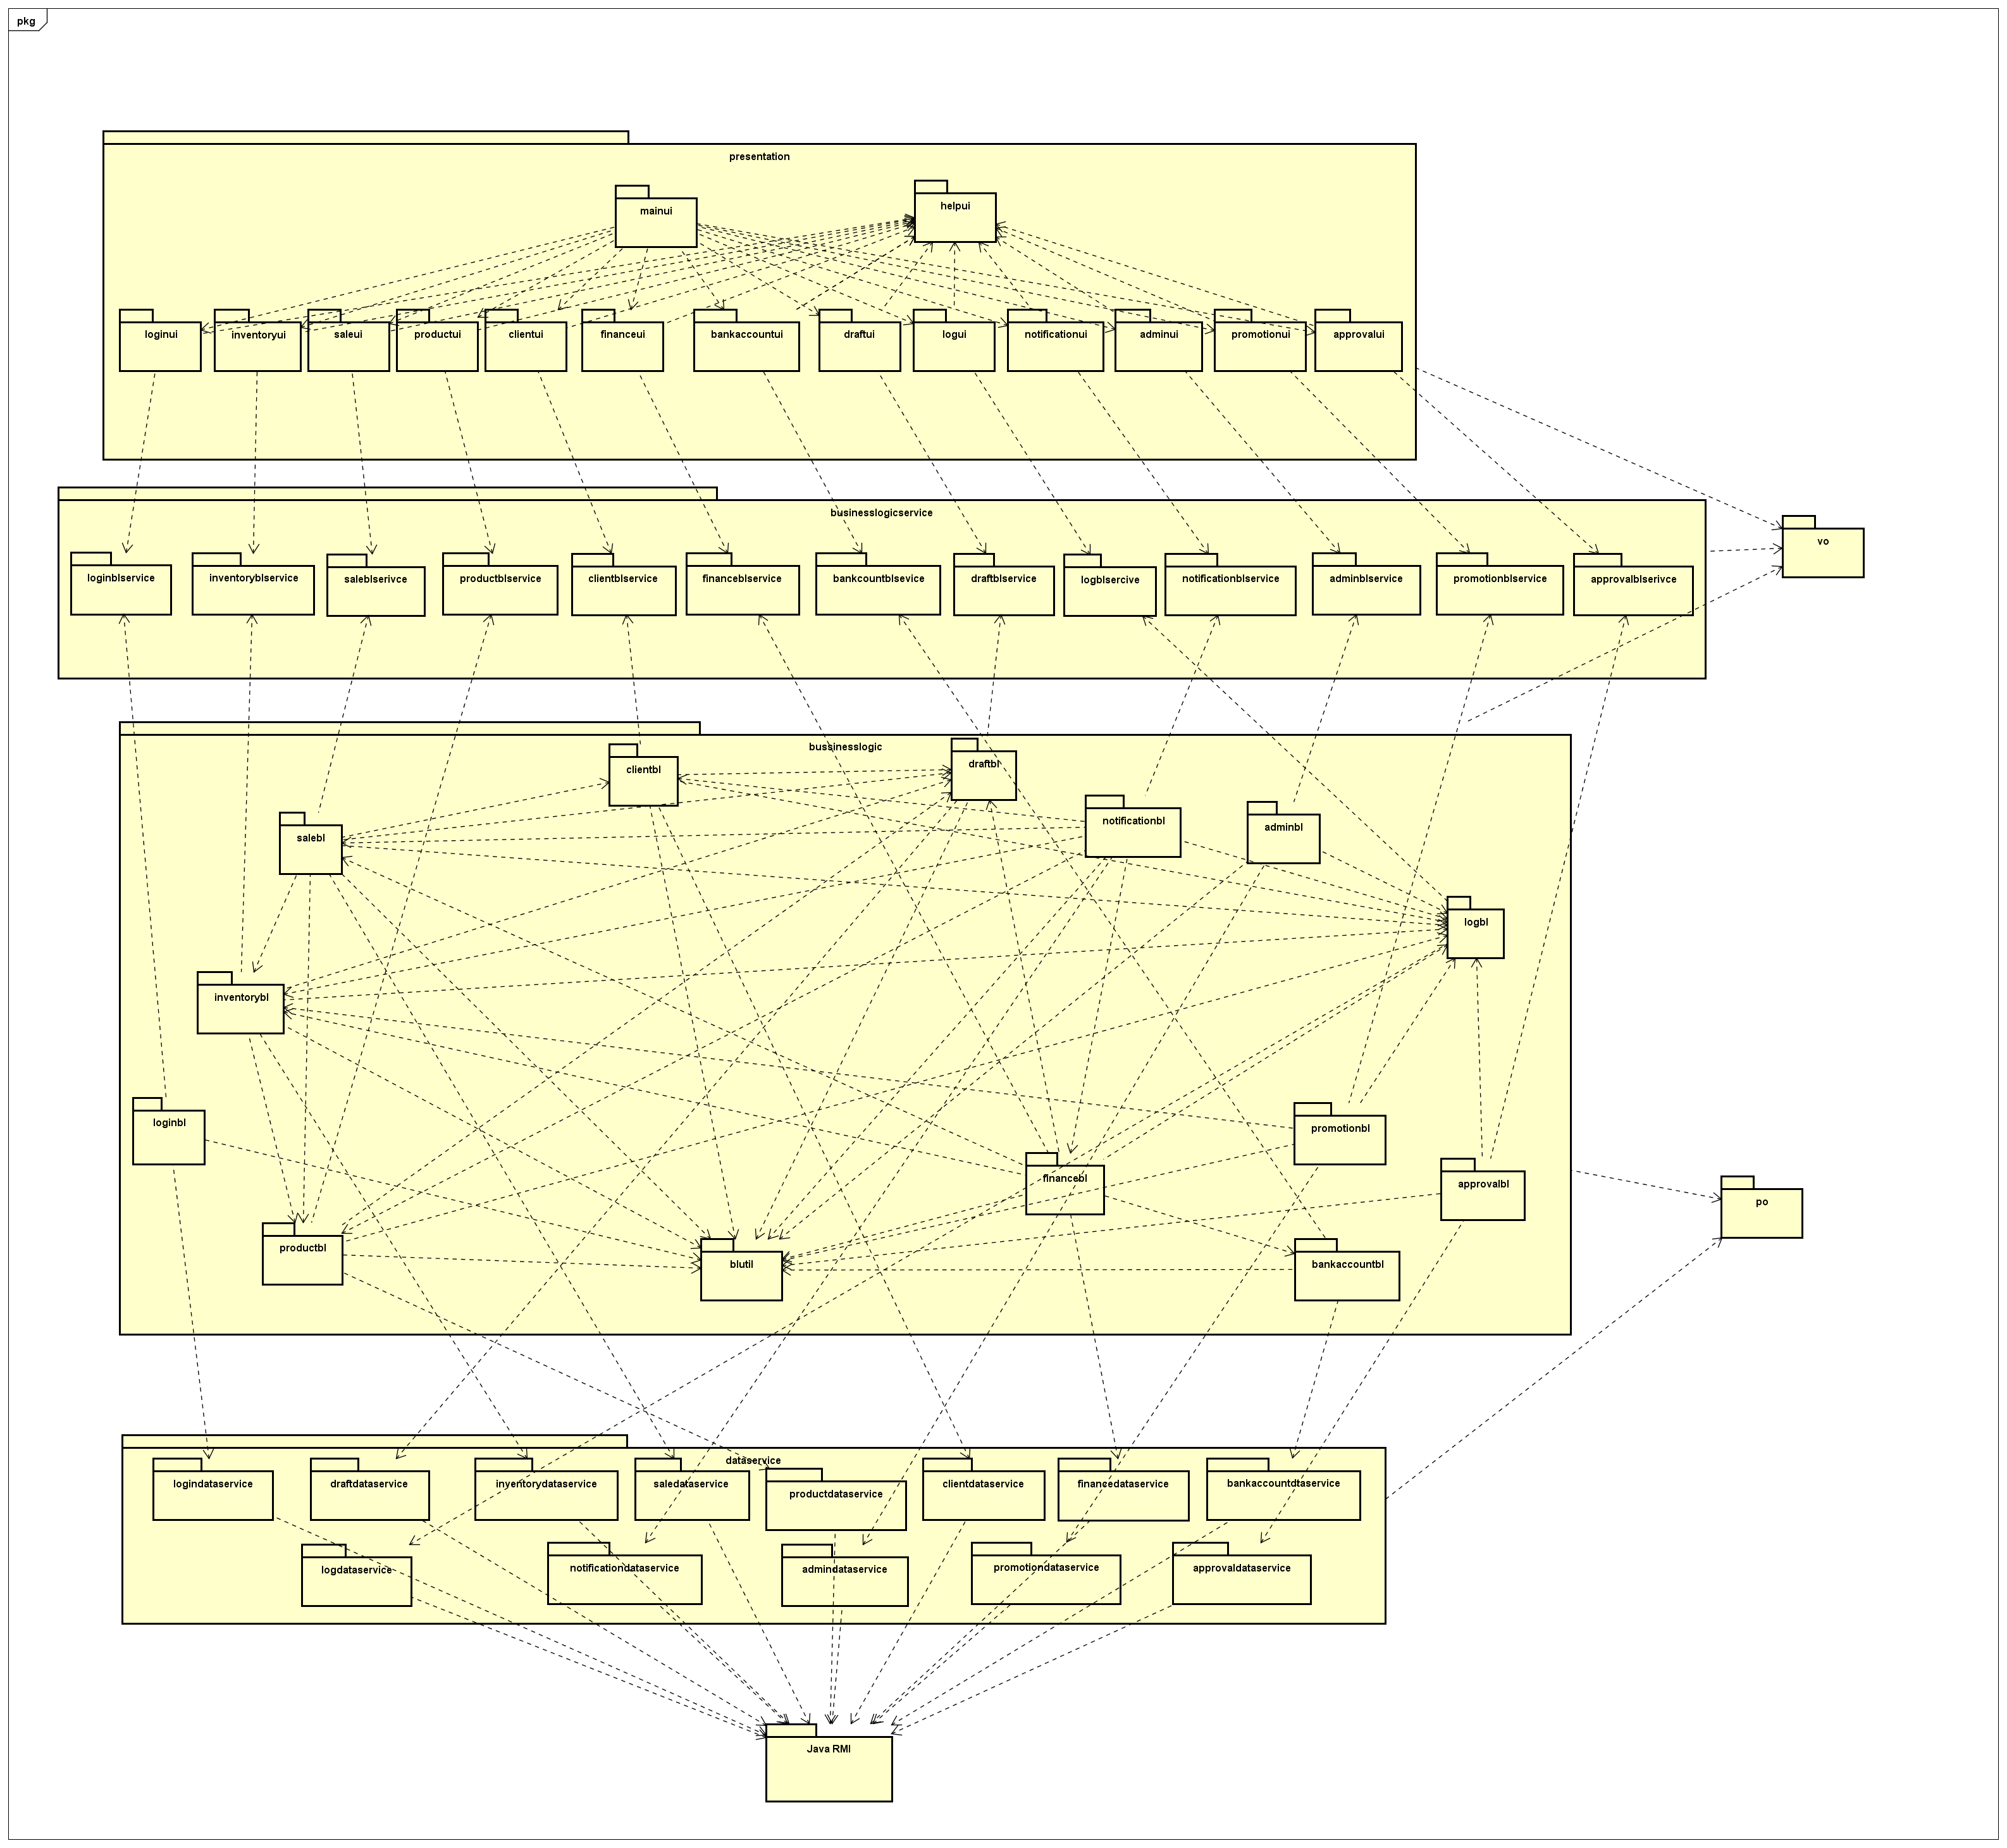 pkg
presentation
mainui
helpui
loginui
inventoryui
saleui
productui
clientui
financeui
bankaccountui
draftui
logui
notificationui
adminui
promotionui
approvalui
businesslogicservice
vo
loginblservice
inventoryblservice
saleblserivce
productblservice
clientblservice
financeblservice
bankcountblsevice
draftblservice
logblsercive
notificationblservice
adminblservice
promotionblservice
approvalblserivce
bussinesslogic
clientbl
draftbl
notificationbl
adminbl
salebl
logbl
inventorybl
loginbl
promotionbl
financebl
approvalbl
po
productbl
blutil
bankaccountbl
dataservice
logindataservice
draftdataservice
inventorydataservice
saledataservice
productdataservice
clientdataservice
financedataservice
bankaccountdtaservice
logdataservice
notificationdataservice
admindataservice
promotiondataservice
approvaldataservice
Java RMI